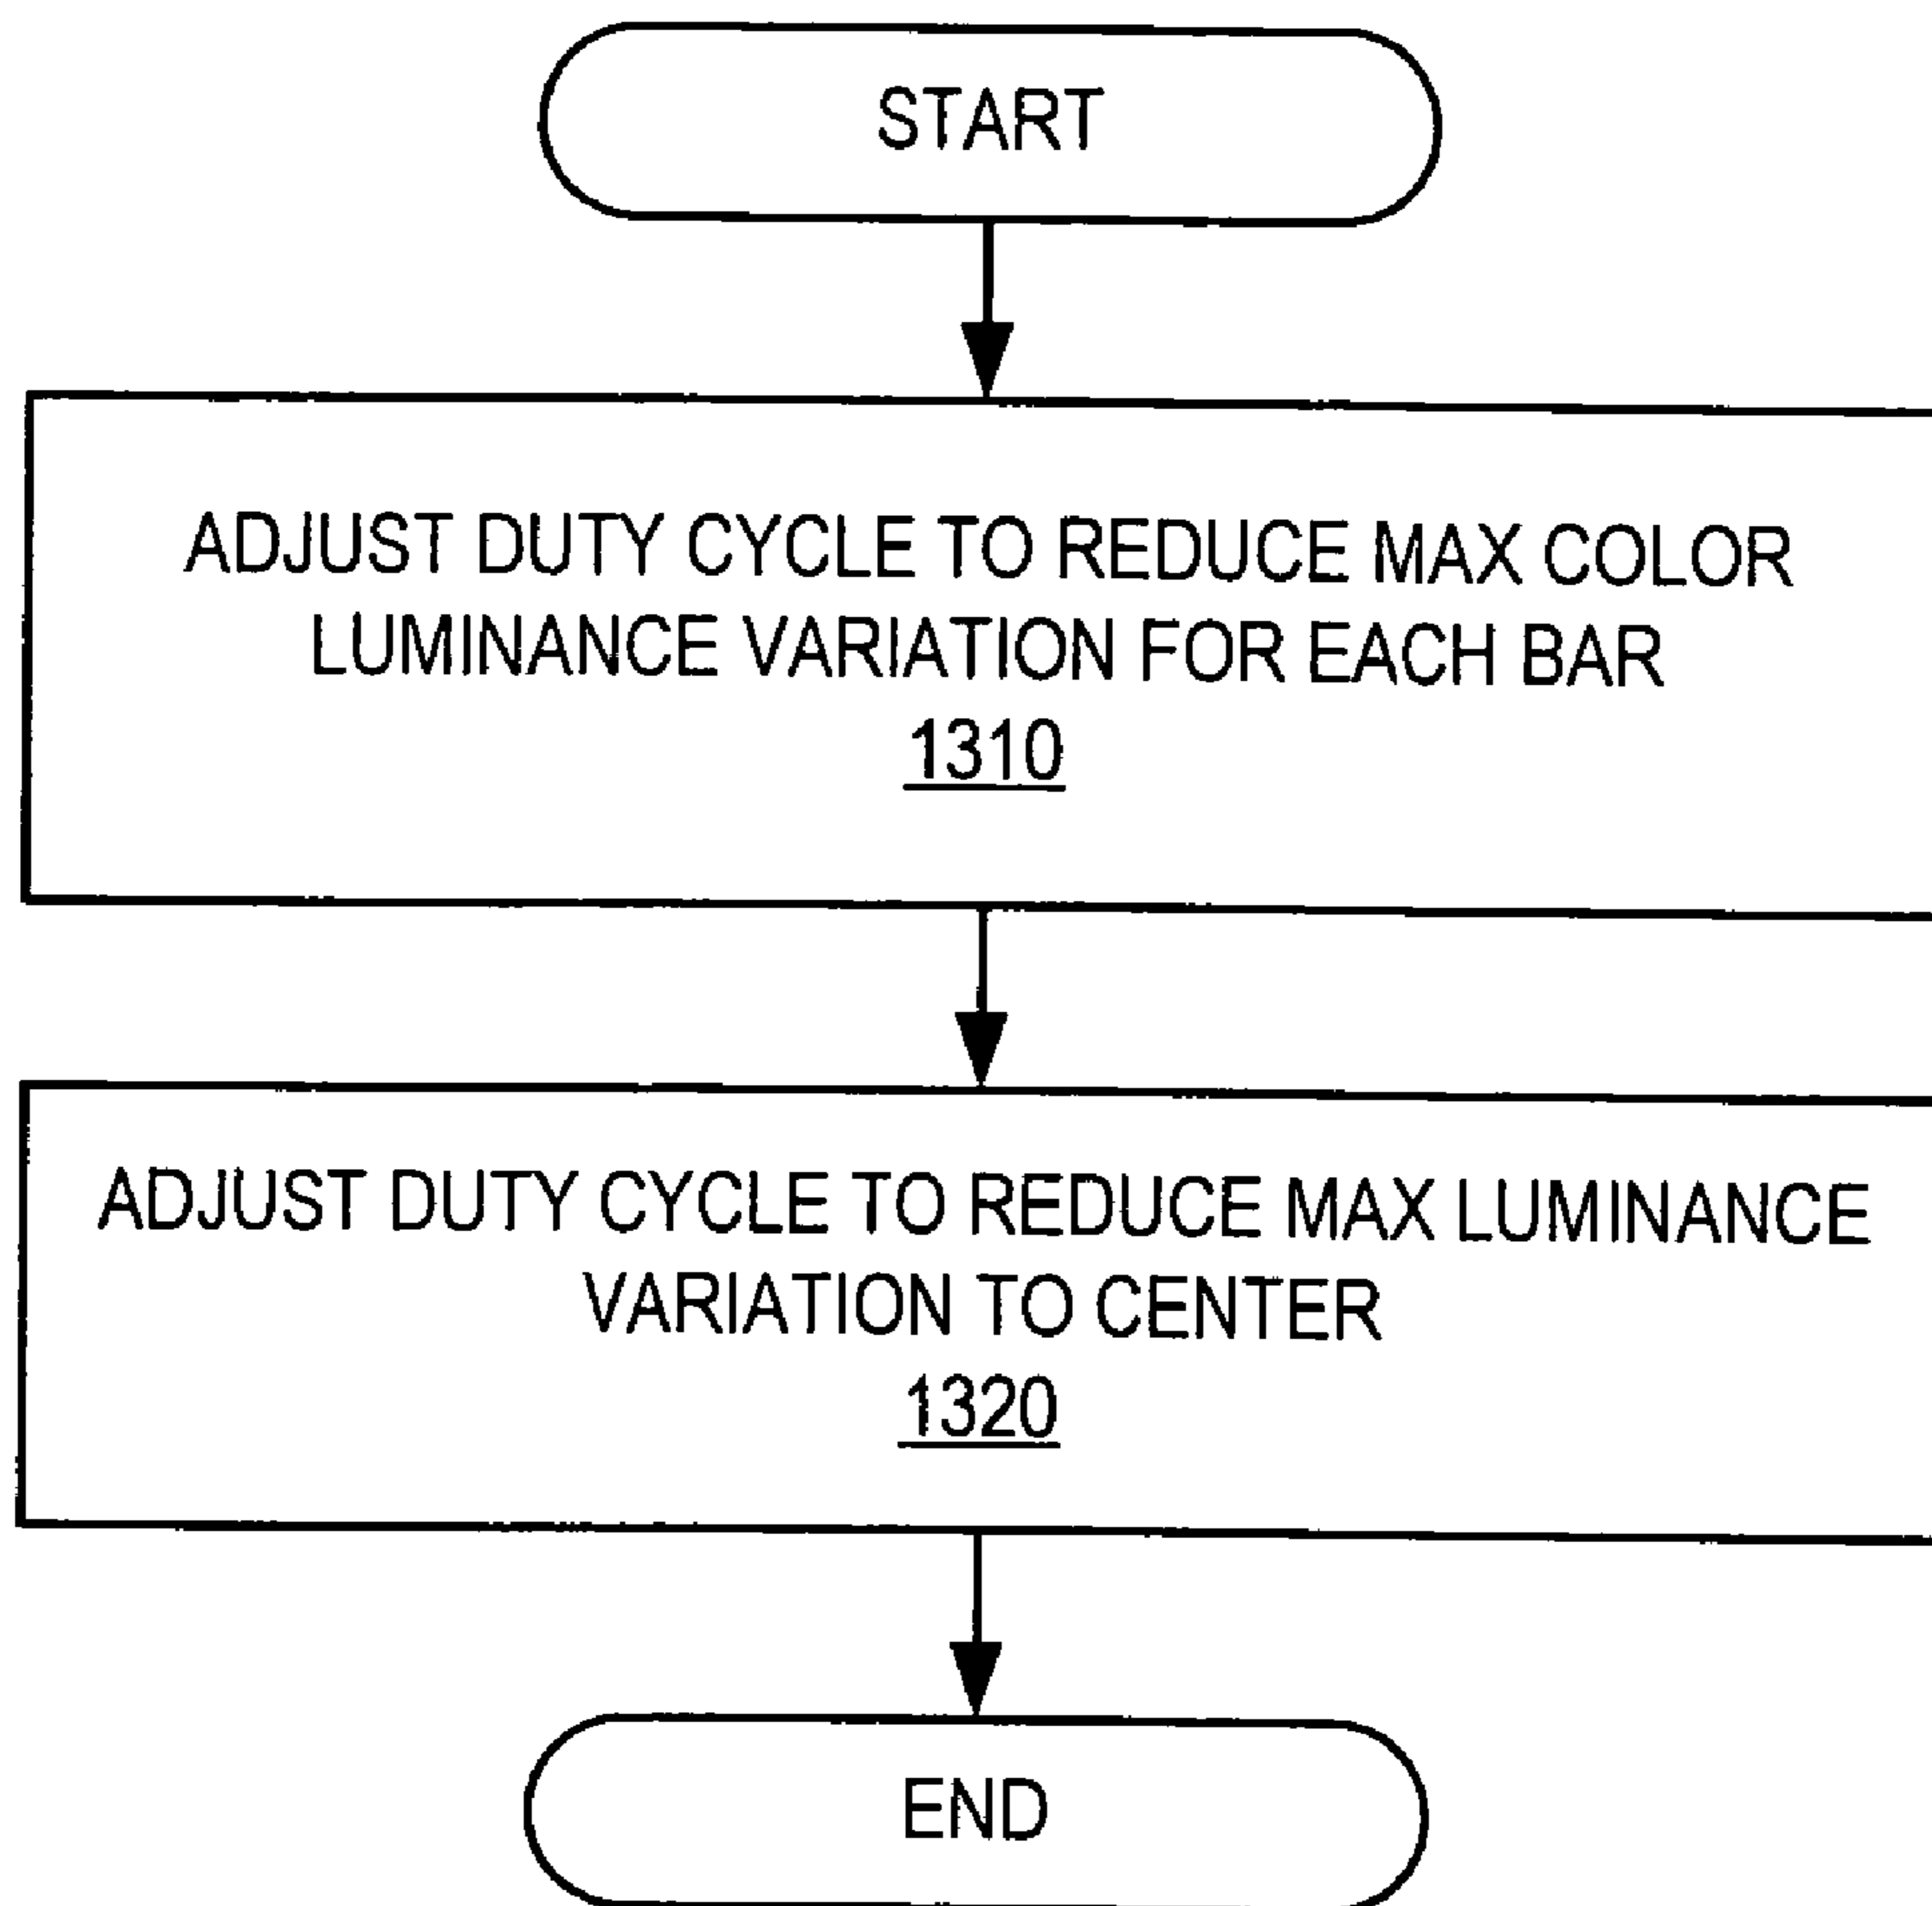 START
ADJUST DUTY CYCLE TO REDUCE MAX COLOR
LUMINANCE VARIATION FOR EACH BAR
1310
ADJUST DUTY CYCLE TO REDUCE MAX LUMINANCE
VARIATION TO CENTER
1320
END